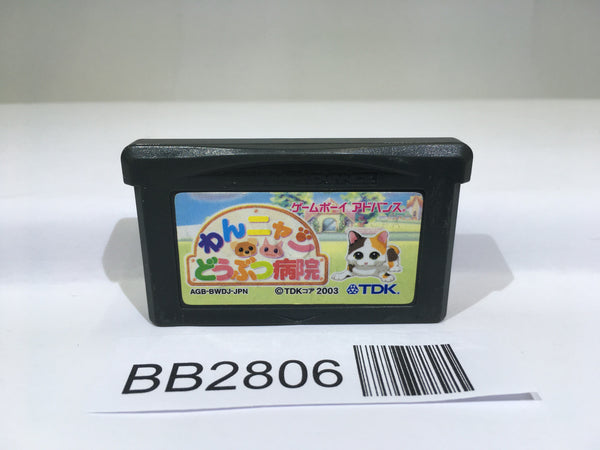 ゲームボーイアドバンス
わんニャン
どうぶつ病院
AGB-BWDJ-JPN
©TDKコア 2003
TDK
BB2806